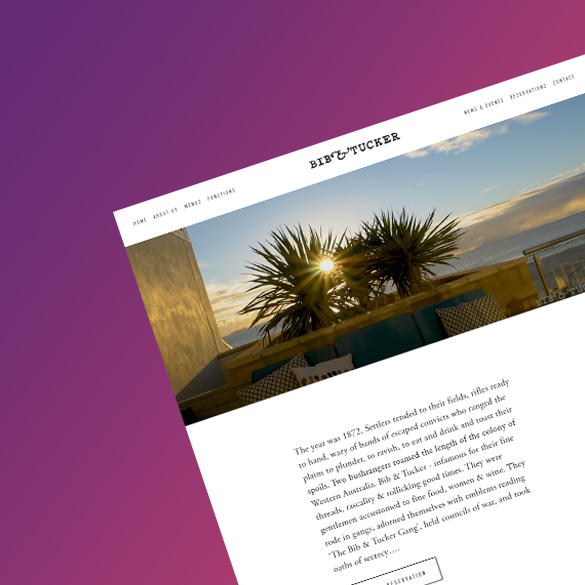 HOME ABOUT US MENUS FUNCTIONS
BIB & TUCKER
NEWS & EVENTS RESERVATIONS CONTACT
The year was 1872, Settlers tended to their fields, rifles ready
to hand, wary of bands of escaped convicts who ranged the
plains to plunder, to ravish, to eat and drink and toast their
spoils. Two bushrangers roamed the length of the colony of
Western Australia. Bib & Tucker - infamous for their fine
threads, rascality & rollicking good times. They were
gentlemen accustomed to fine food, women & wine. They
rode in gangs, adorned themselves with emblems reading
'The Bib & Tucker Gang', held councils of war, and took
oaths of secrecy....
RESERVATION